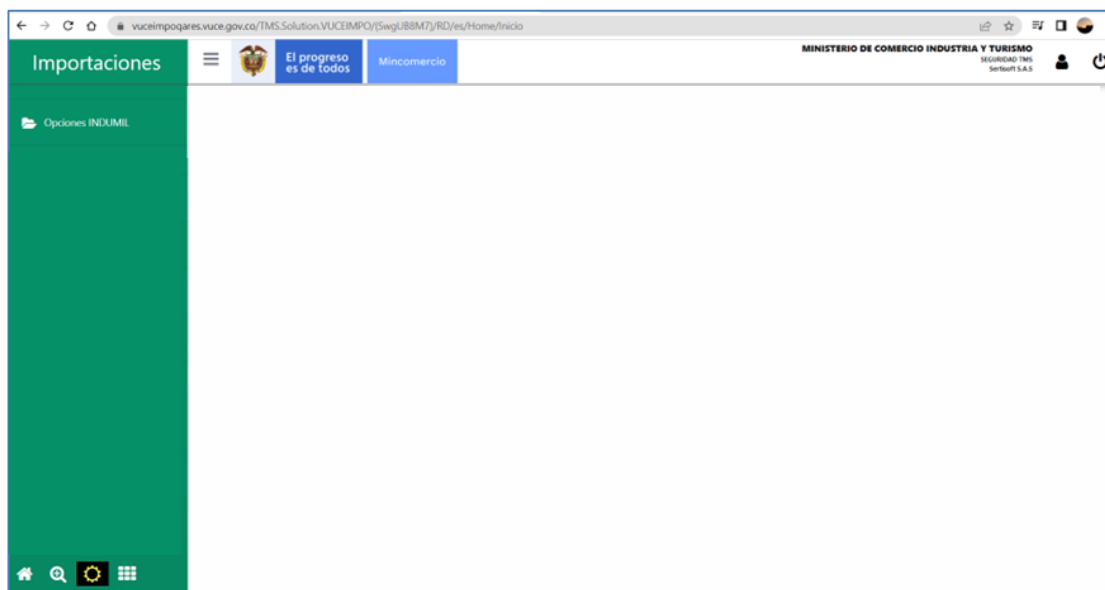 vuceimpoqares.vuce.gov.co/TMS.Solution.VUCEIMPO/(SwgUB8M7)/RD/es/Home/Inicio
Importaciones
El progreso
es de todos
Mincomercio
MINISTERIO DE COMERCIO INDUSTRIA Y TURISMO
SEGURIDAD TMS
Sertisoft S.A.S
Opciones INDUMIL